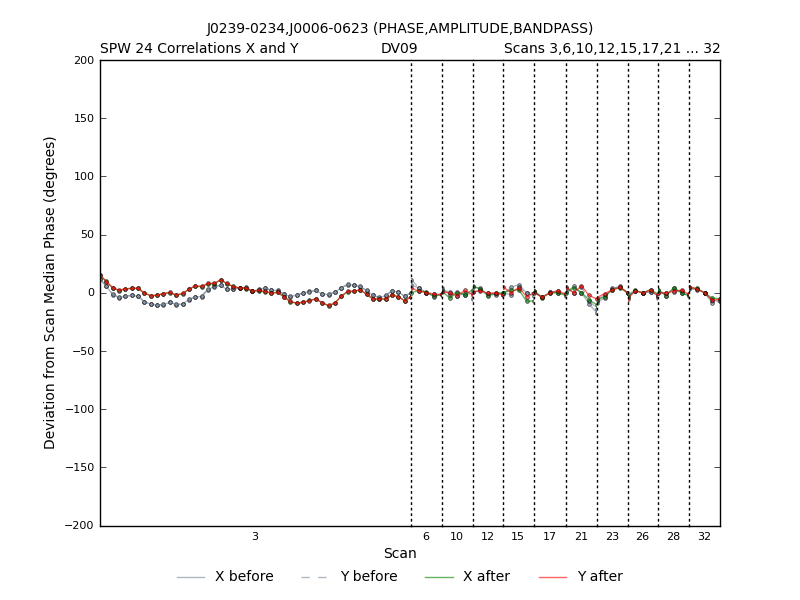 J0239-0234,J0006-0623 (PHASE,AMPLITUDE,BANDPASS)
SPW 24 Correlations X and Y DV09 Scans 3,6,10,12,15,17,21 ... 32
200
150
100
50
0
−50
−100
−150
−200
Deviation from Scan Median Phase (degrees)
3 6 10 12 15 17 21 23 26 28 32
Scan
X before Y before X after Y after